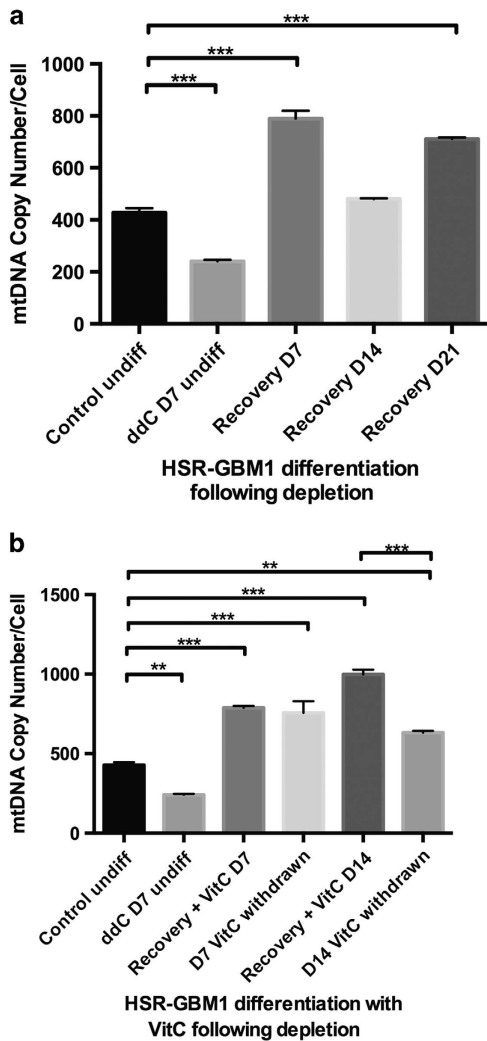 a
***
***
***
mtDNA Copy Number/Cell
800
600
400
200
0
Control undiff
ddC D7 undiff
Recovery D7
Recovery D14
Recovery D21
HSR-GBM1 differentiation
following depletion
b
***
**
***
***
***
**
mtDNA Copy Number/Cell
1500
1000
500
0
Control undiff
ddC D7 undiff
Recovery + VitC D7
D7 VitC withdrawn
Recovery + VitC D14
D14 VitC withdrawn
HSR-GBM1 differentiation with
VitC following depletion